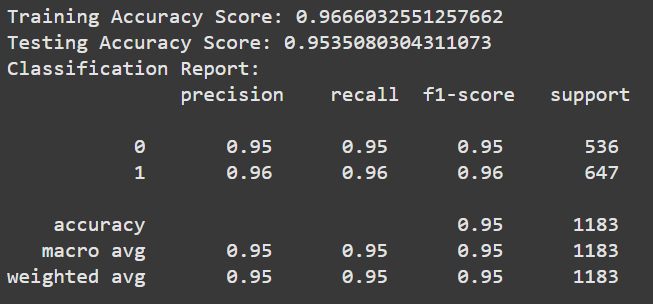 Training Accuracy Score: 0.9666032551257662
Testing Accuracy Score: 0.9535080304311073
Classification Report:
precision recall f1-score support
0 0.95 0.95 0.95 536
1 0.96 0.96 0.96 647
accuracy 0.95 1183
macro avg 0.95 0.95 0.95 1183
weighted avg 0.95 0.95 0.95 1183